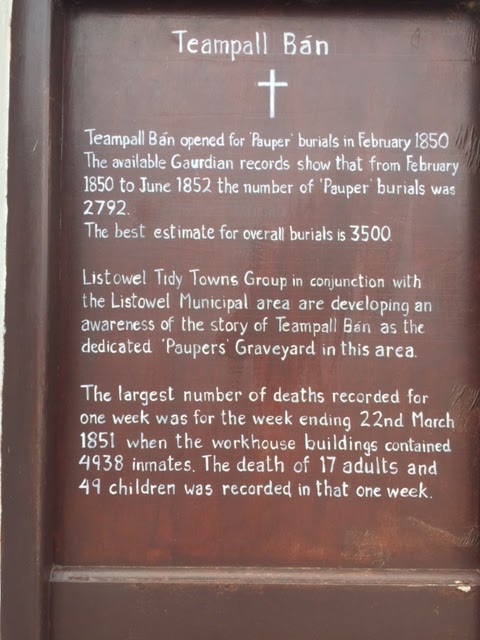 Teampall Bán
Teampall Bán opened for 'Pauper' burials in February 1850
The available Gaurdian records show that from February
1850 to June 1852 the number of 'Pauper' burials was
2792.
The best estimate for overall burials is 3500.
Listowel Tidy Towns Group in conjunction with
the Listowel Municipal area are developing an
awareness of the story of Teampall Bán as the
dedicated 'Paupers' Graveyard in this area.
The largest number of deaths recorded for
one week was for the week ending 22nd March
1851 when the workhouse buildings contained
4938 inmates. The death of 17 adults and
49 children was recorded in that one week.